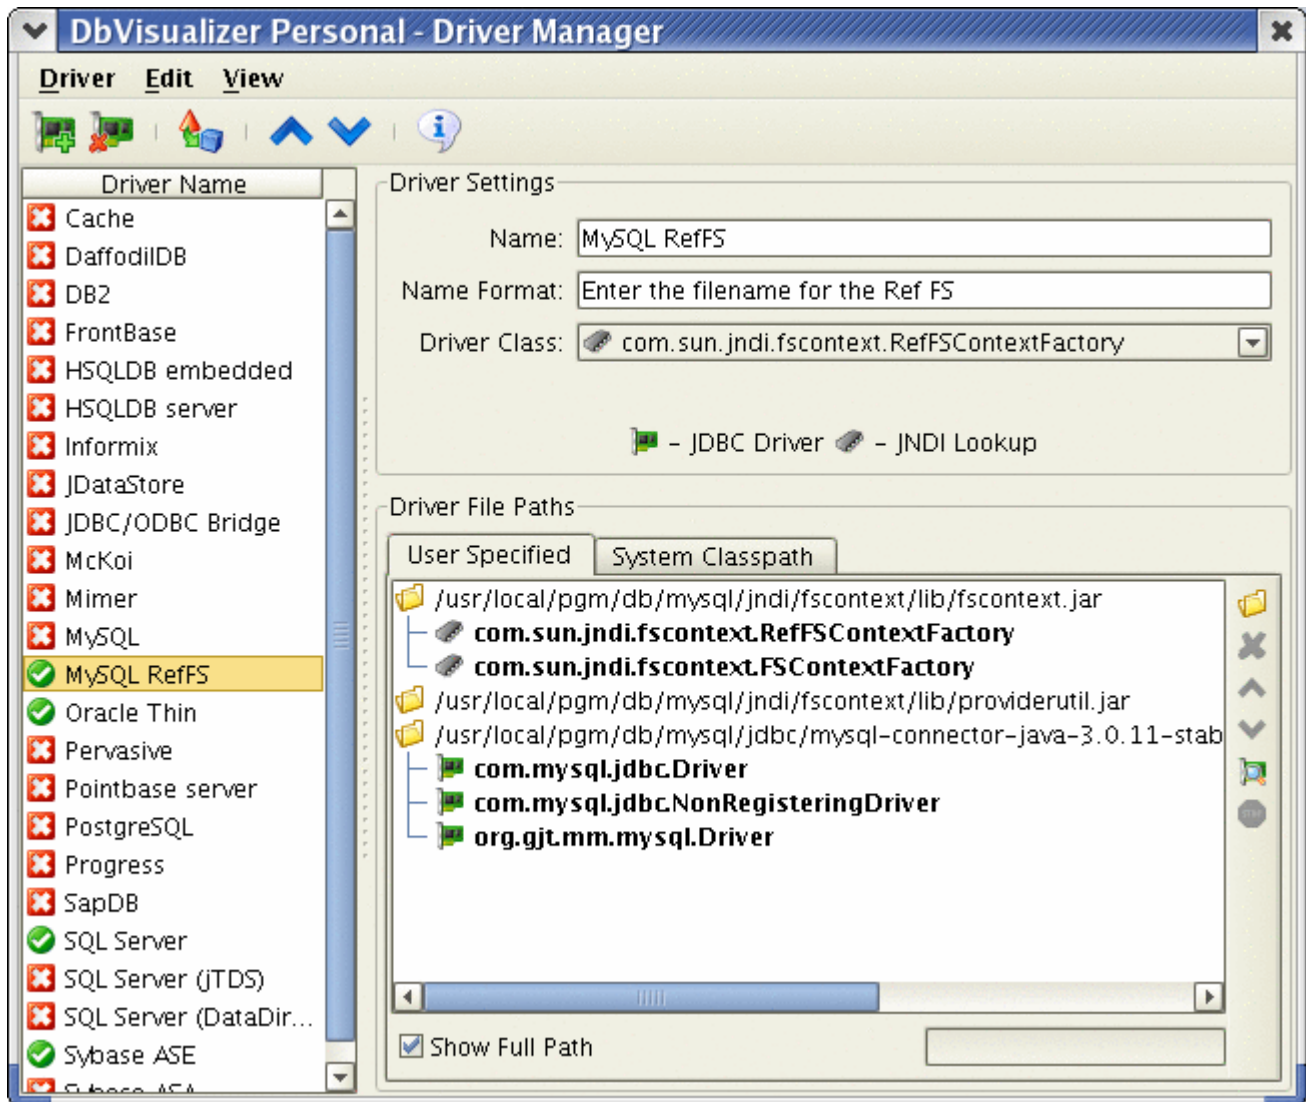 DbVisualizer Personal - Driver Manager
Driver Edit View
Driver Name
Cache
DaffodilDB
DB2
FrontBase
HSQLDB embedded
HSQLDB server
Informix
JDataStore
JDBC/ODBC Bridge
McKoi
Mimer
MySQL
MySQL RefFS
Oracle Thin
Pervasive
Pointbase server
PostgreSQL
Progress
SapDB
SQL Server
SQL Server (jTDS)
SQL Server (DataDir...
Sybase ASE
Sybase ASA
Driver Settings
Name: MySQL RefFS
Name Format: Enter the filename for the Ref FS
Driver Class: com.sun.jndi.fscontext.RefFSContextFactory
- JDBC Driver - JNDI Lookup
Driver File Paths
User Specified System Classpath
/usr/local/pgm/db/mysql/jndi/fscontext/lib/fscontext.jar
com.sun.jndi.fscontext.RefFSContextFactory
com.sun.jndi.fscontext.FSContextFactory
/usr/local/pgm/db/mysql/jndi/fscontext/lib/providerutil.jar
/usr/local/pgm/db/mysql/jdbc/mysql-connector-java-3.0.11-stab
com.mysql.jdbc.Driver
com.mysql.jdbc.NonRegisteringDriver
org.gjt.mm.mysql.Driver
Show Full Path